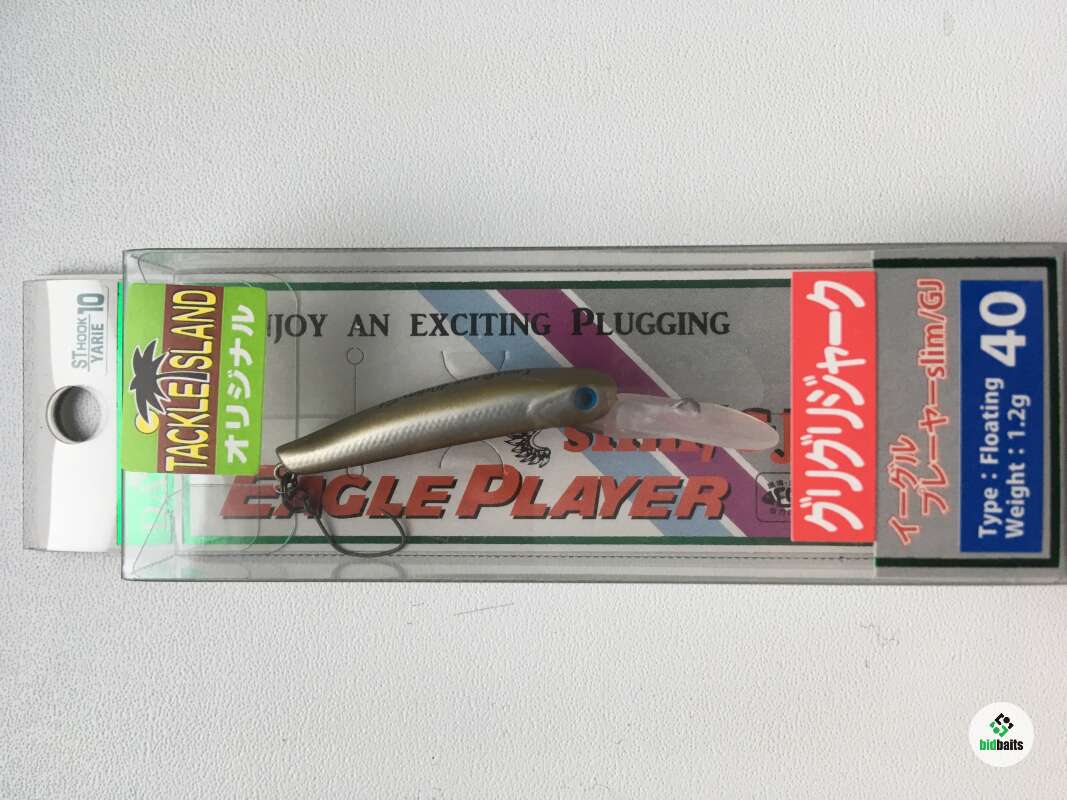 ST HOOK 10
YARIE
TACKLE ISLAND
オリジナル
NJOY AN EXCITING PLUGGING
EAGLE PLAYER
グリグリジャーク
イーグル
プレーヤーslim/GJ
Type : Floating
Weight : 1.2g
40
bidbaits